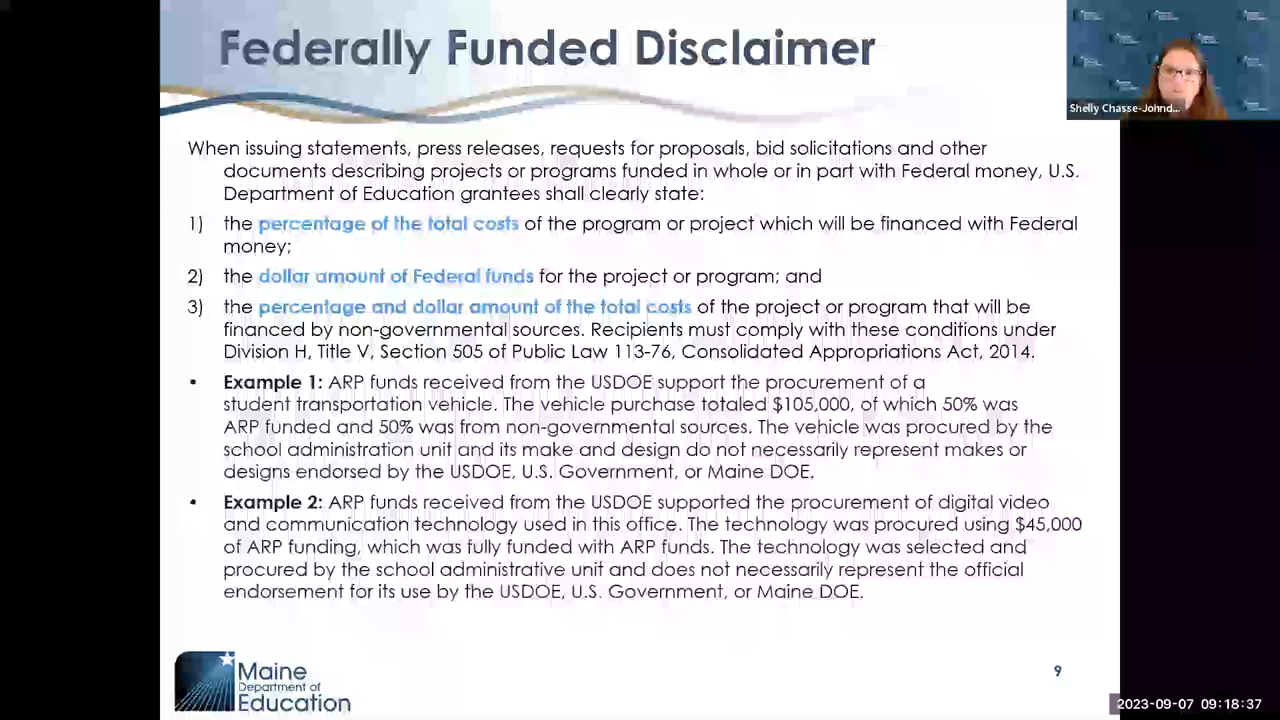 Federally Funded Disclaimer
Shelly Chasse-Johnd...
When issuing statements, press releases, requests for proposals, bid solicitations and other
documents describing projects or programs funded in whole or in part with Federal money, U.S.
Department of Education grantees shall clearly state:
1) the percentage of the total costs of the program or project which will be financed with Federal
money;
2) the dollar amount of Federal funds for the project or program; and
3) the percentage and dollar amount of the total costs of the project or program that will be
financed by non-governmental sources. Recipients must comply with these conditions under
Division H, Title V, Section 505 of Public Law 113-76, Consolidated Appropriations Act, 2014.
• Example 1: ARP funds received from the USDOE support the procurement of a
student transportation vehicle. The vehicle purchase totaled $105,000, of which 50% was
ARP funded and 50% was from non-governmental sources. The vehicle was procured by the
school administration unit and its make and design do not necessarily represent makes or
designs endorsed by the USDOE, U.S. Government, or Maine DOE.
• Example 2: ARP funds received from the USDOE supported the procurement of digital video
and communication technology used in this office. The technology was procured using $45,000
of ARP funding, which was fully funded with ARP funds. The technology was selected and
procured by the school administrative unit and does not necessarily represent the official
endorsement for its use by the USDOE, U.S. Government, or Maine DOE.
Maine
Department of
Education
9
2023-09-07 09:18:37